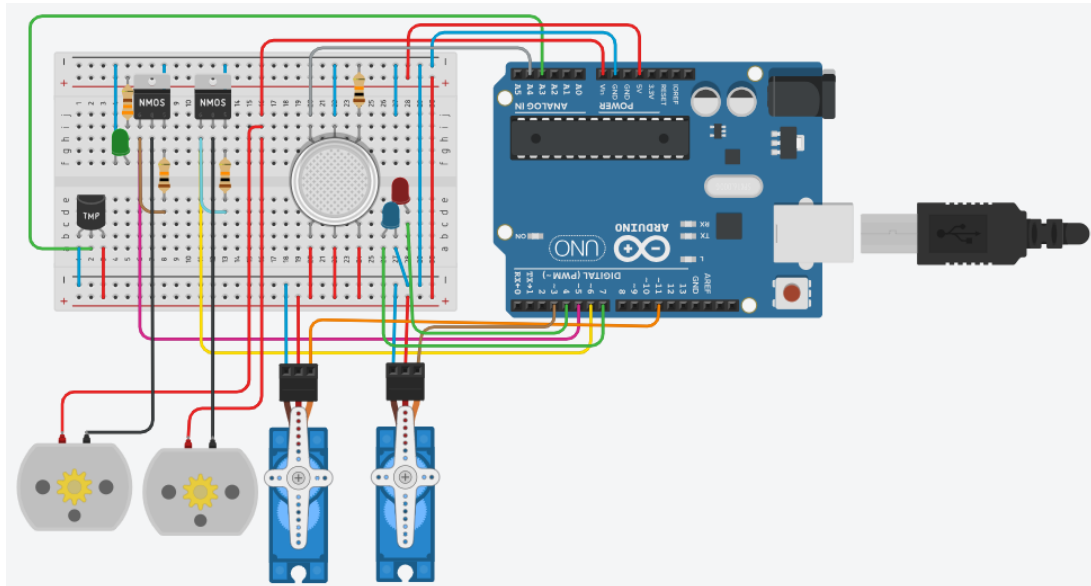 NMOS
NMOS
TMP
A5 A4 A3 A2 A1 A0
ANALOG IN
Vin GND GND 5V 3.3V RESET IOREF
POWER
ON
UNO
ARDUINO
RX
TX
L
DIGITAL (PWM ~)
RX←0 TX→1 2 ~3 4 ~5 ~6 7
8 ~9 ~10 ~11 12 13 GND AREF
- +
a b c d e
f g h i j